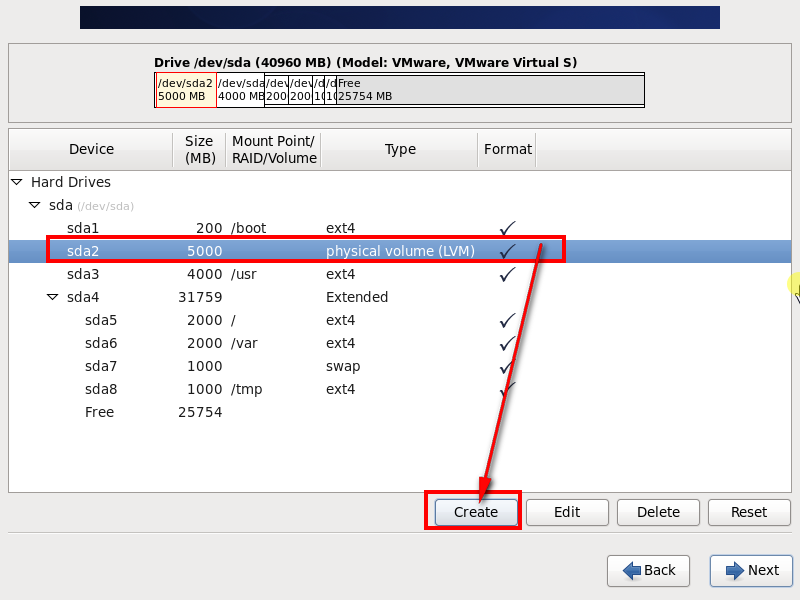 Drive /dev/sda (40960 MB) (Model: VMware, VMware Virtual S)
/dev/sda2 /dev/sda /dev/ /dev/ /d /d Free
5000 MB 4000 MB 200 200 10 10 25754 MB
Device Size (MB) Mount Point/ RAID/Volume Type Format
Hard Drives
sda (/dev/sda)
sda1 200 /boot ext4 ✓
sda2 5000 physical volume (LVM) ✓
sda3 4000 /usr ext4 ✓
sda4 31759 Extended
sda5 2000 / ext4 ✓
sda6 2000 /var ext4 ✓
sda7 1000 swap ✓
sda8 1000 /tmp ext4 ✓
Free 25754
Create Edit Delete Reset
Back Next